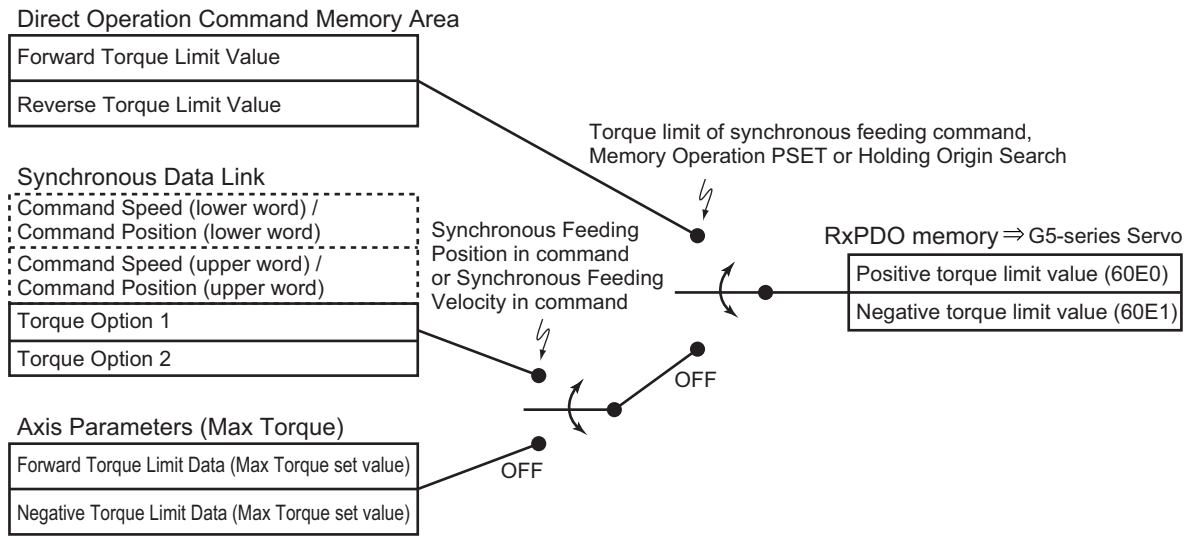 Direct Operation Command Memory Area
Forward Torque Limit Value
Reverse Torque Limit Value
Torque limit of synchronous feeding command,
Memory Operation PSET or Holding Origin Search
Synchronous Data Link
Command Speed (lower word) /
Command Position (lower word)
Command Speed (upper word) /
Command Position (upper word)
Torque Option 1
Torque Option 2
Synchronous Feeding
Position in command
or Synchronous Feeding
Velocity in command
RxPDO memory ⇒ G5-series Servo
Positive torque limit value (60E0)
Negative torque limit value (60E1)
OFF
Axis Parameters (Max Torque)
Forward Torque Limit Data (Max Torque set value)
Negative Torque Limit Data (Max Torque set value)
OFF